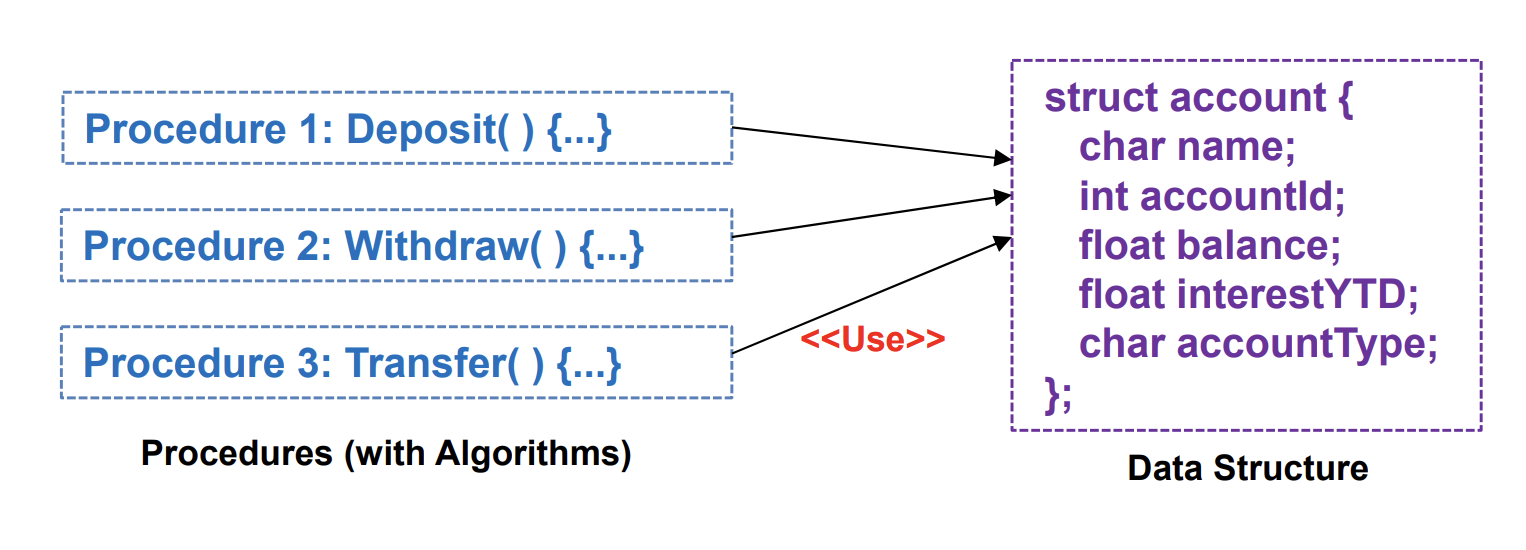 Procedure 1: Deposit( ) {...}
Procedure 2: Withdraw( ) {...}
Procedure 3: Transfer( ) {...}
Procedures (with Algorithms)
<<Use>>
struct account {
char name;
int accountId;
float balance;
float interestYTD;
char accountType;
};
Data Structure